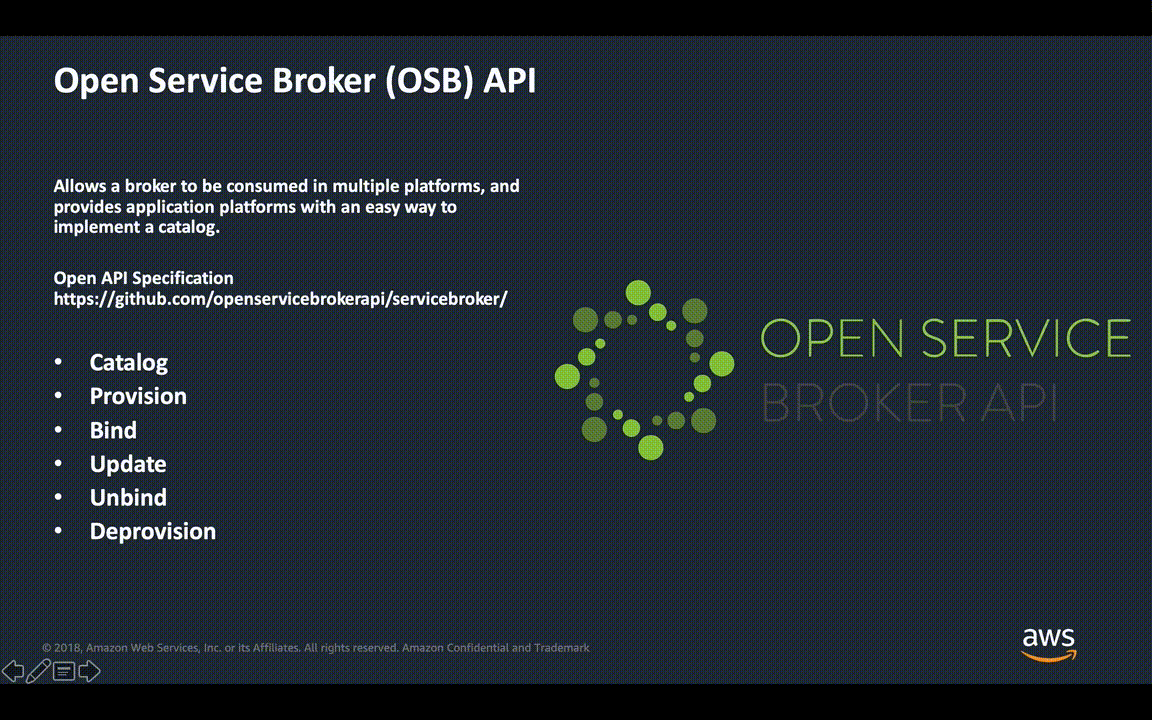 Open Service Broker (OSB) API
Allows a broker to be consumed in multiple platforms, and
provides application platforms with an easy way to
implement a catalog.
Open API Specification
https://github.com/openservicebrokerapi/servicebroker/
• Catalog
• Provision
• Bind
• Update
• Unbind
• Deprovision
OPEN SERVICE
BROKER API
© 2018, Amazon Web Services, Inc. or its Affiliates. All rights reserved. Amazon Confidential and Trademark
aws